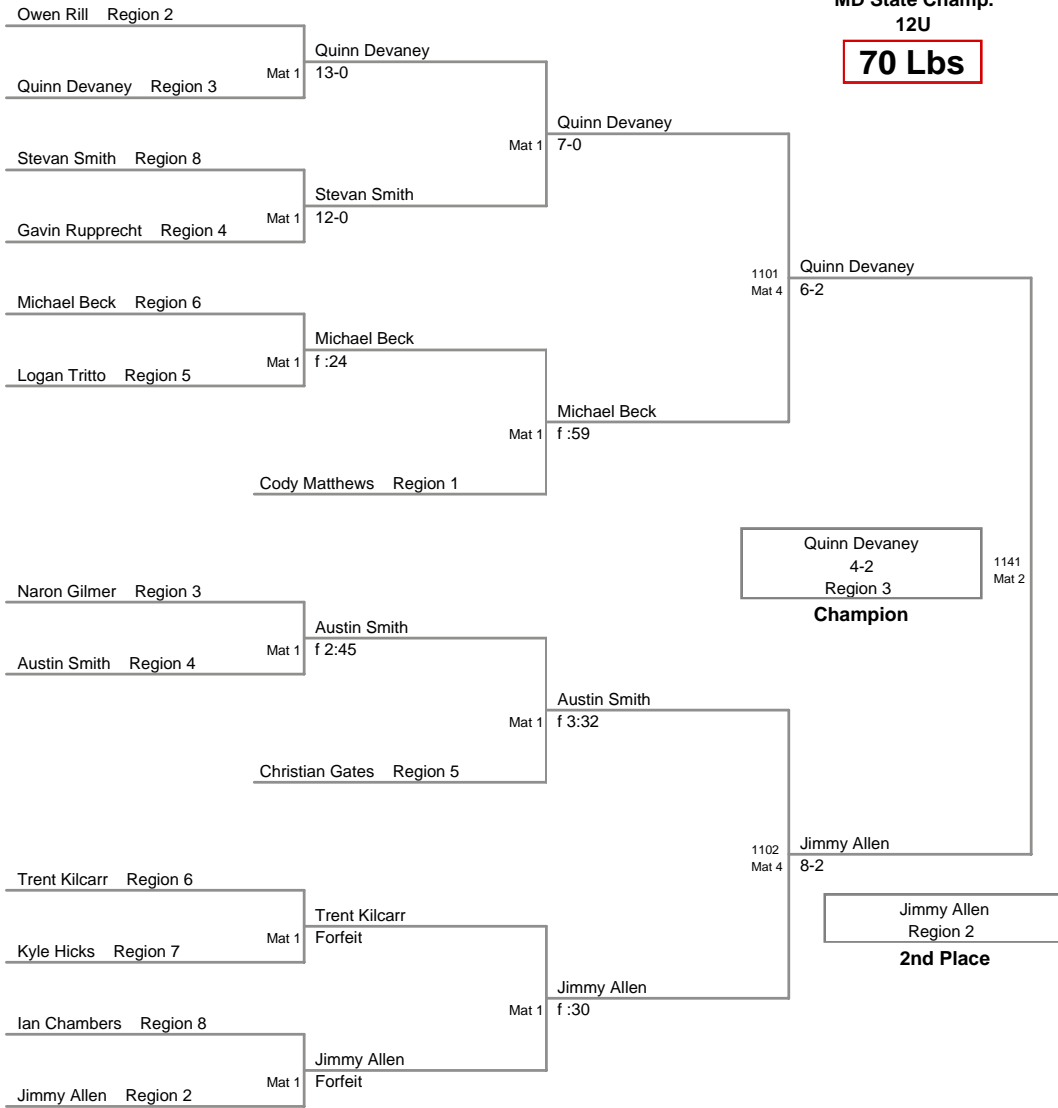 MD State Champ.
12U
70 Lbs
Owen Rill Region 2
Quinn Devaney
Mat 1 13-0
Quinn Devaney Region 3
Quinn Devaney
Mat 1 7-0
Stevan Smith Region 8
Stevan Smith
Mat 1 12-0
Gavin Rupprecht Region 4
1101 Quinn Devaney
Mat 4 6-2
Michael Beck Region 6
Michael Beck
Mat 1 f :24
Logan Tritto Region 5
Michael Beck
Mat 1 f :59
Cody Matthews Region 1
Quinn Devaney
4-2
Region 3
1141
Mat 2
Champion
Naron Gilmer Region 3
Austin Smith
Mat 1 f 2:45
Austin Smith Region 4
Austin Smith
Mat 1 f 3:32
Christian Gates Region 5
1102 Jimmy Allen
Mat 4 8-2
Trent Kilcarr Region 6
Trent Kilcarr
Mat 1 Forfeit
Kyle Hicks Region 7
Jimmy Allen
Region 2
2nd Place
Jimmy Allen
Mat 1 f :30
Ian Chambers Region 8
Jimmy Allen
Mat 1 Forfeit
Jimmy Allen Region 2